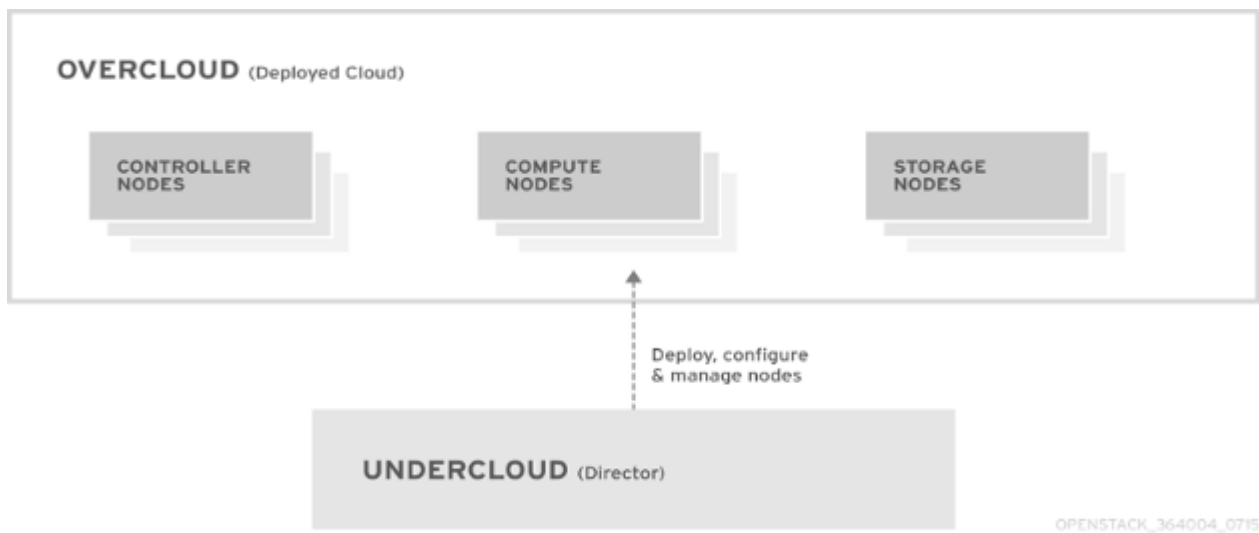 OVERCLOUD (Deployed Cloud)
CONTROLLER
NODES
COMPUTE
NODES
STORAGE
NODES
Deploy, configure
& manage nodes
UNDERCLOUD (Director)
OPENSTACK_364004_0715